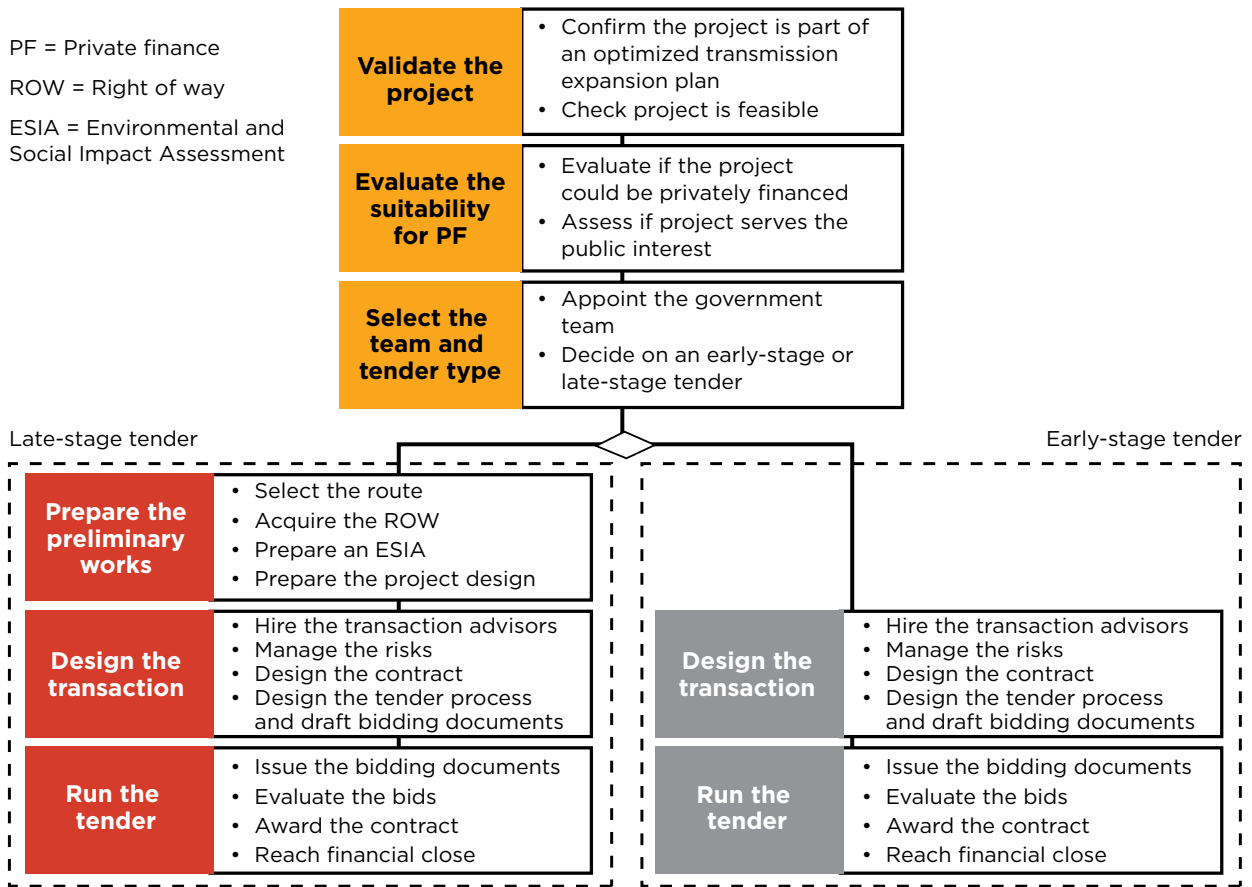 PF = Private finance
ROW = Right of way
ESIA = Environmental and
Social Impact Assessment
Validate the
project
• Confirm the project is part of
an optimized transmission
expansion plan
• Check project is feasible
Evaluate the
suitability
for PF
• Evaluate if the project
could be privately financed
• Assess if project serves the
public interest
Select the
team and
tender type
• Appoint the government
team
• Decide on an early-stage or
late-stage tender
Late-stage tender
Prepare the
preliminary
works
• Select the route
• Acquire the ROW
• Prepare an ESIA
• Prepare the project design
Design the
transaction
• Hire the transaction advisors
• Manage the risks
• Design the contract
• Design the tender process
and draft bidding documents
Run the
tender
• Issue the bidding documents
• Evaluate the bids
• Award the contract
• Reach financial close
Early-stage tender
Design the
transaction
• Hire the transaction advisors
• Manage the risks
• Design the contract
• Design the tender process
and draft bidding documents
Run the
tender
• Issue the bidding documents
• Evaluate the bids
• Award the contract
• Reach financial close